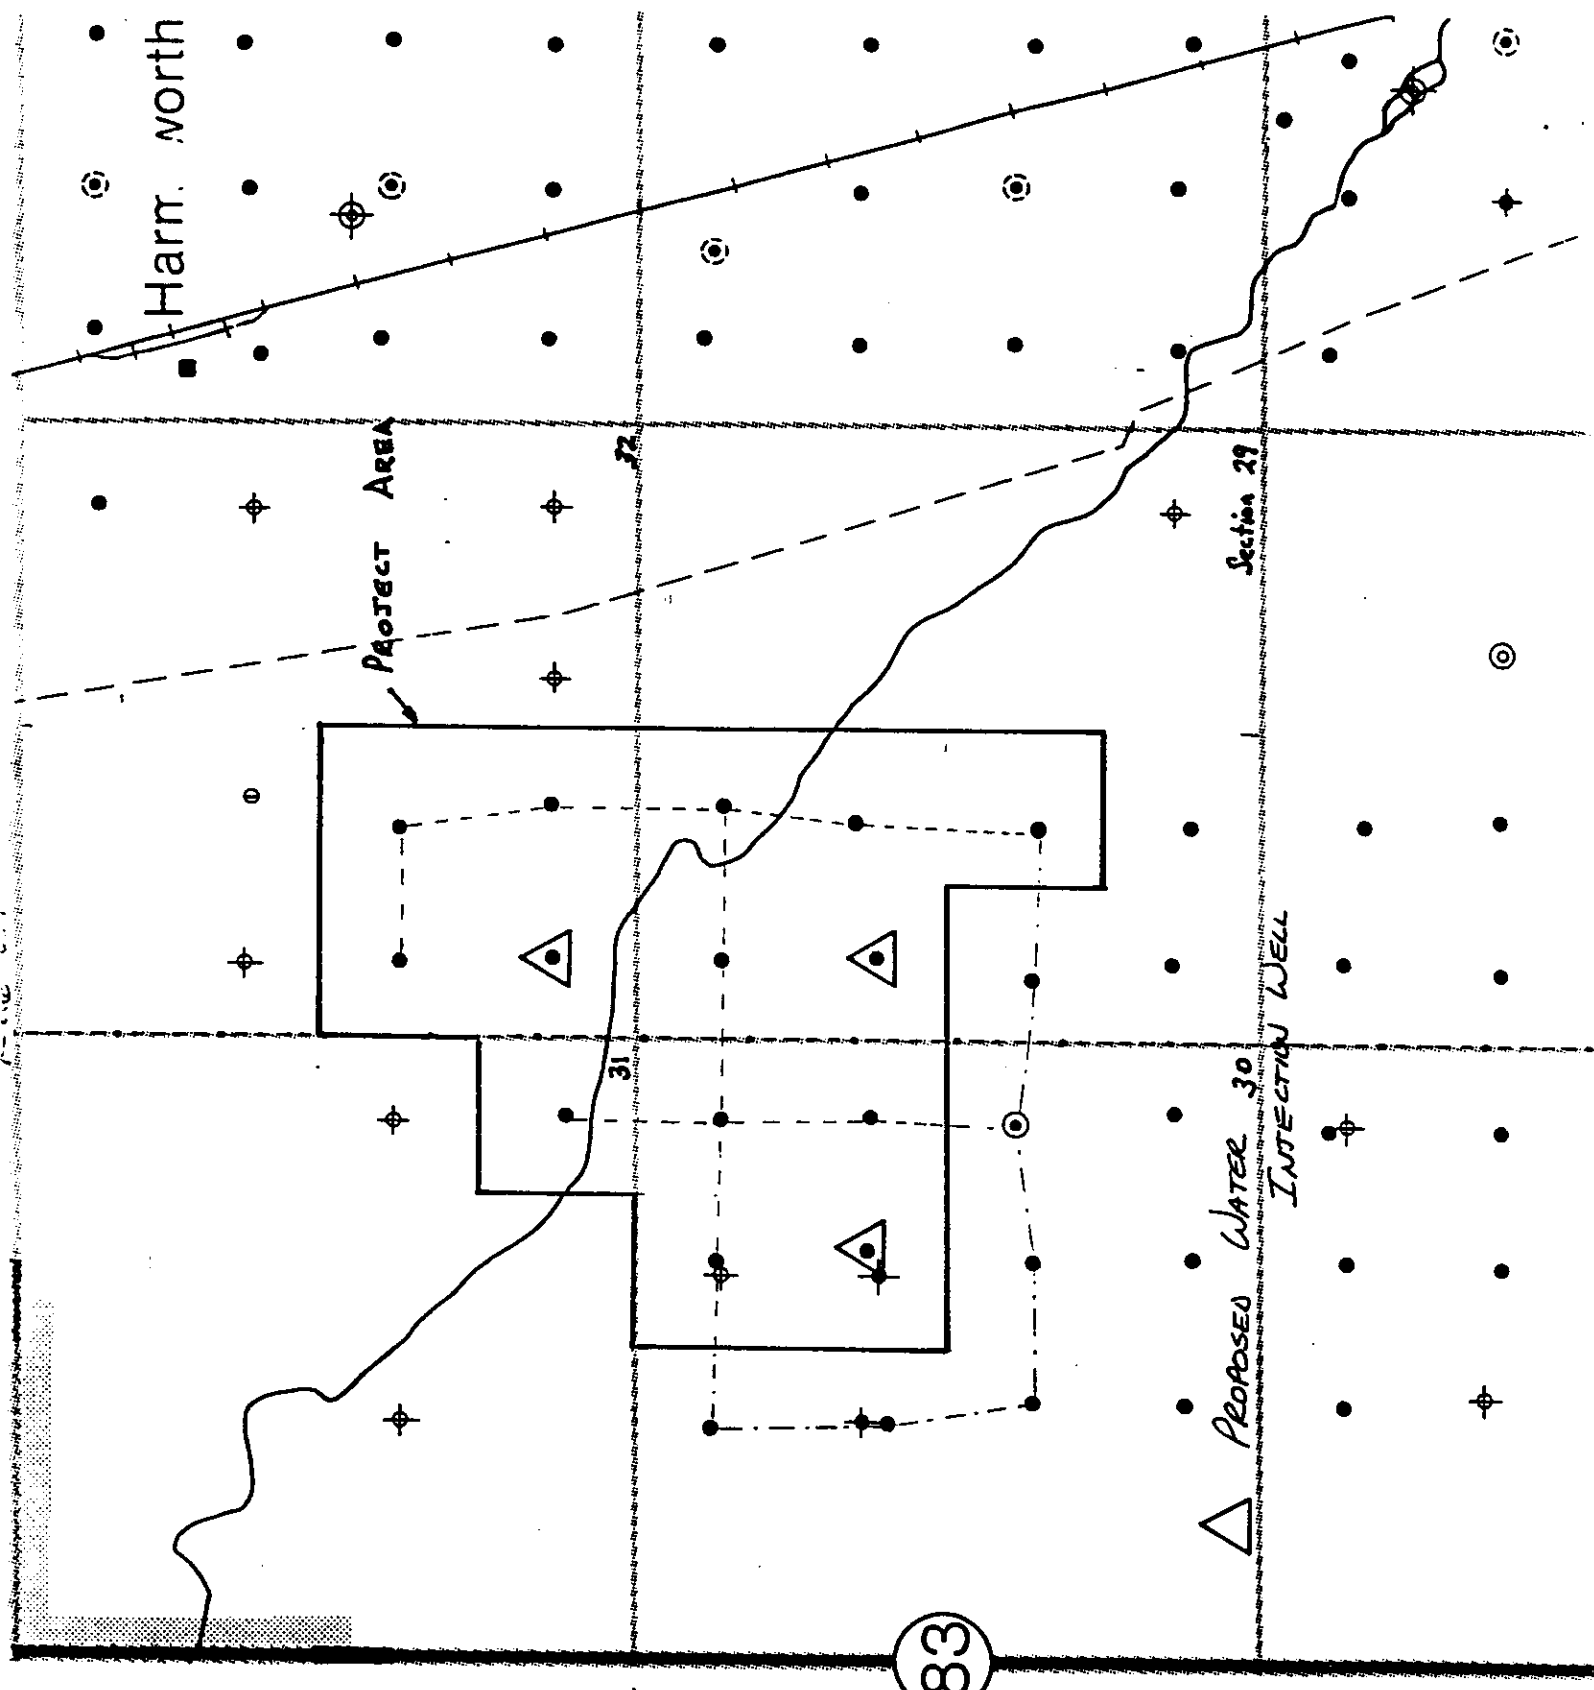 Harm. north
PROJECT AREA
32
Section 29
31
30
PROPOSED WATER
INJECTION WELL
83